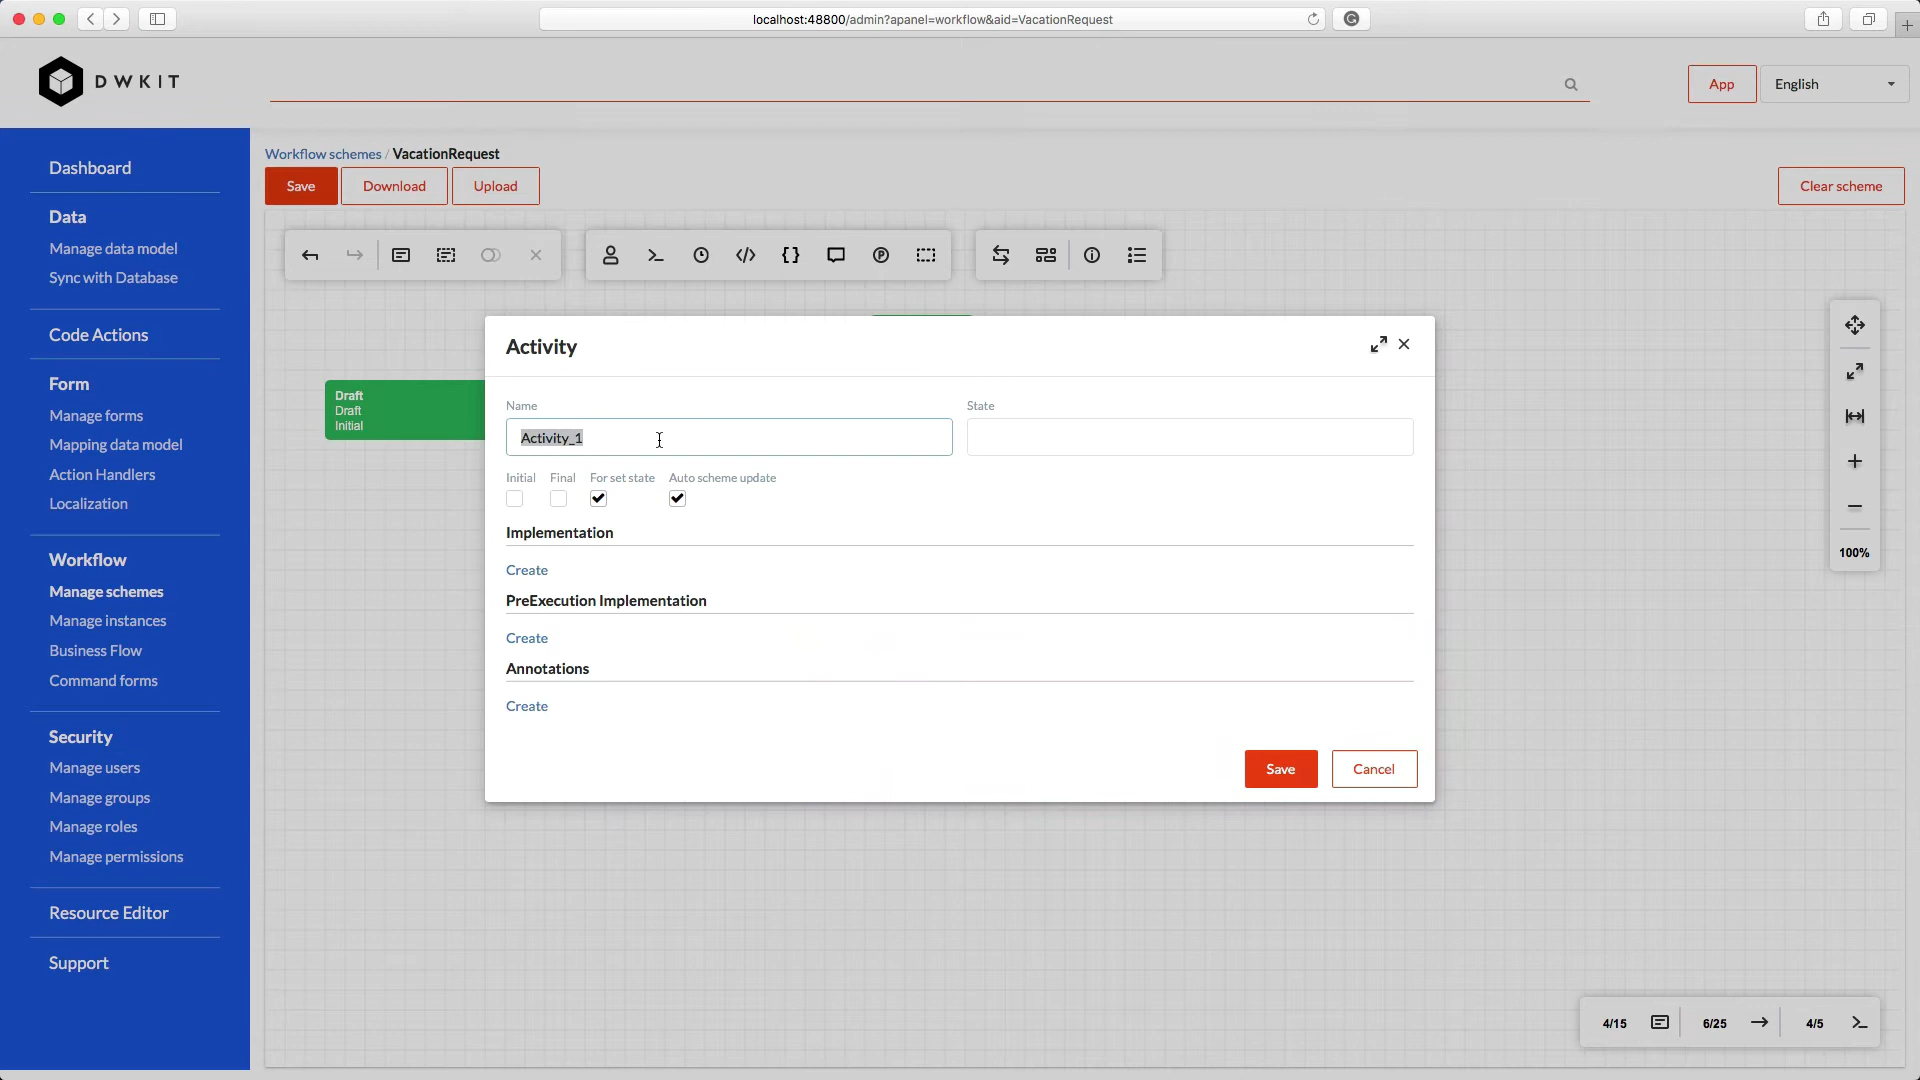 localhost:48800/admin?apanel=workflow&aid=VacationRequest
DWKIT
App
English
Dashboard
Data
Manage data model
Sync with Database
Code Actions
Form
Manage forms
Mapping data model
Action Handlers
Localization
Workflow
Manage schemes
Manage instances
Business Flow
Command forms
Security
Manage users
Manage groups
Manage roles
Manage permissions
Resource Editor
Support
Workflow schemes / VacationRequest
Save
Download
Upload
Clear scheme
Draft
Draft
Initial
Activity
Name
State
Activity_1
Initial
Final
For set state
Auto scheme update
Implementation
Create
PreExecution Implementation
Create
Annotations
Create
Save
Cancel
100%
4/15
6/25
4/5